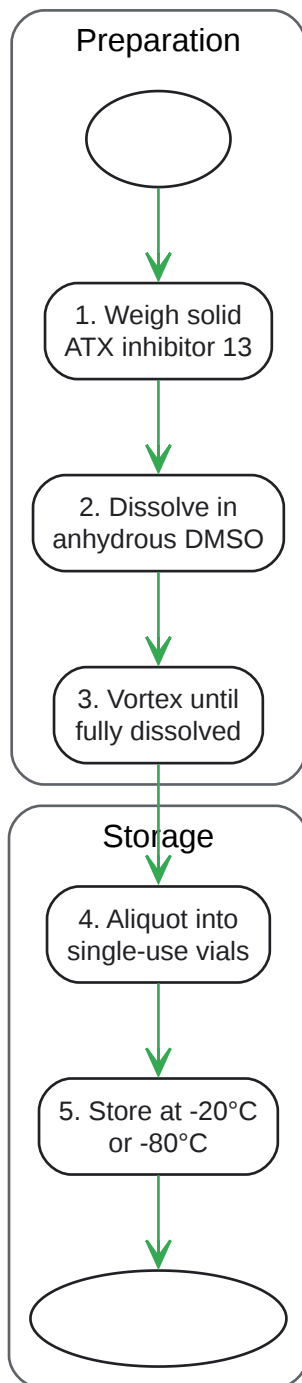 Preparation
1. Weigh solid
ATX inhibitor 13
2. Dissolve in
anhydrous DMSO
3. Vortex until
fully dissolved
Storage
4. Aliquot into
single-use vials
5. Store at -20°C
or -80°C